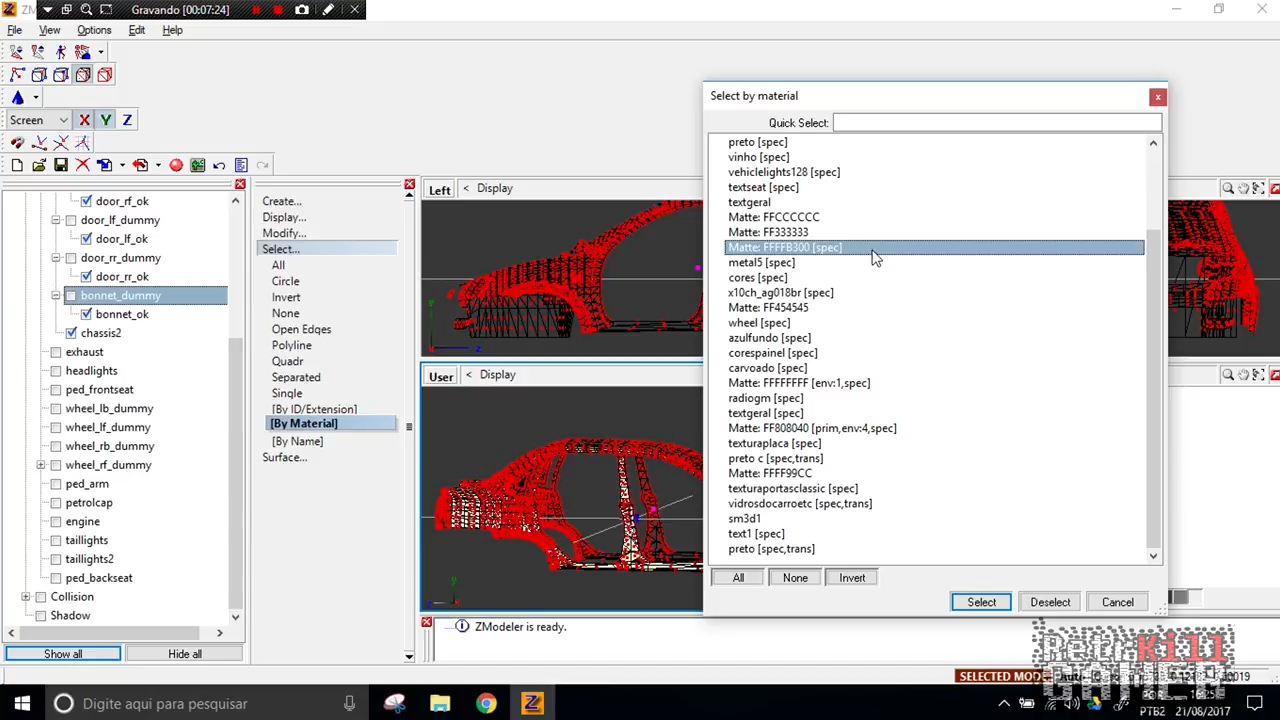 Gravando [00:07:24]
File View Options Edit Help
Screen X Y Z
door_rf_ok
door_lf_dummy
door_lf_ok
door_rr_dummy
door_rr_ok
bonnet_dummy
bonnet_ok
chassis2
exhaust
headlights
ped_frontseat
wheel_lb_dummy
wheel_lf_dummy
wheel_rb_dummy
wheel_rf_dummy
ped_arm
petrolcap
engine
taillights
taillights2
ped_backseat
Collision
Shadow
Show all Hide all
Create...
Display...
Modify...
Select...
All
Circle
Invert
None
Open Edges
Polyline
Quadr
Separated
Single
[By ID/Extension]
[By Material]
[By Name]
Surface...
Left < Display
User < Display
ZModeler is ready.
Select by material
Quick Select:
preto [spec]
vinho [spec]
vehiclelights128 [spec]
textseat [spec]
textgeral
Matte: FFCCCCCC
Matte: FF333333
Matte: FFFFB300 [spec]
metal5 [spec]
cores [spec]
x10ch_ag018br [spec]
Matte: FF454545
wheel [spec]
azulfundo [spec]
corespainel [spec]
carvoado [spec]
Matte: FFFFFFFF [env:1,spec]
radiogm [spec]
textgeral [spec]
Matte: FF808040 [prim,env:4,spec]
texturaplaca [spec]
preto c [spec,trans]
Matte: FFFF99CC
texturaportasclassic [spec]
vidrosdocarroetc [spec,trans]
sm3d1
text1 [spec]
preto [spec,trans]
All None Invert
Select Deselect Cancel
SELECTED MOD
Digite aqui para pesquisar
PTB2 21/08/2017